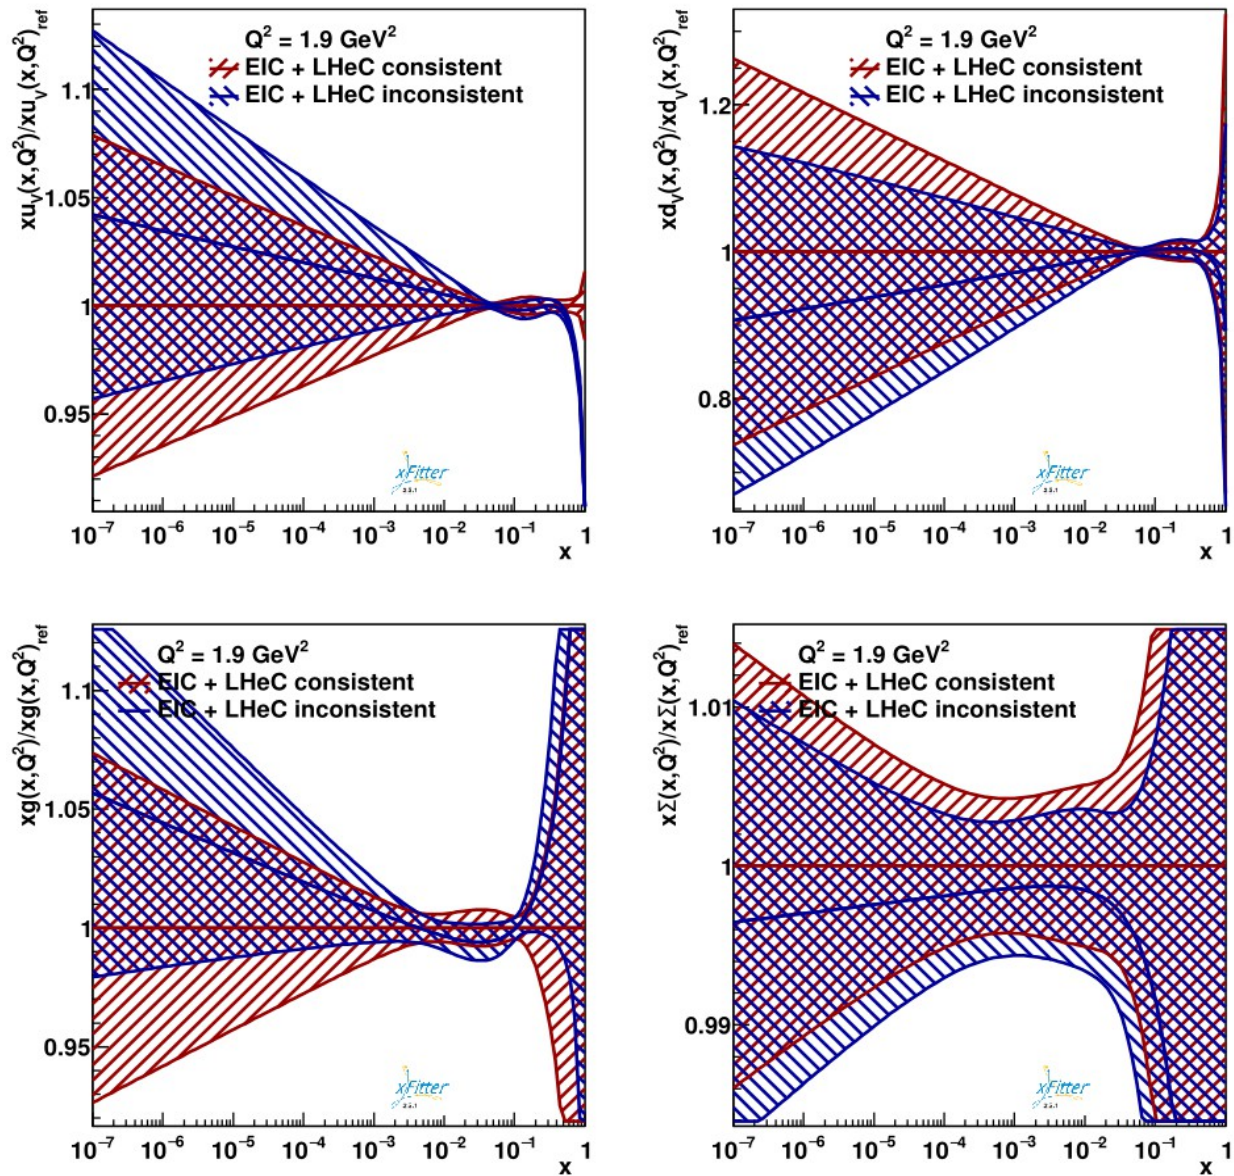 xu_V(x,Q²)/xu_V(x,Q²)_ref
Q² = 1.9 GeV²
EIC + LHeC consistent
EIC + LHeC inconsistent
1.1
1.05
1
0.95
xFitter
10⁻⁷ 10⁻⁶ 10⁻⁵ 10⁻⁴ 10⁻³ 10⁻² 10⁻¹ 1
x
xd_V(x,Q²)/xd_V(x,Q²)_ref
Q² = 1.9 GeV²
EIC + LHeC consistent
EIC + LHeC inconsistent
1.2
1
0.8
xFitter
10⁻⁷ 10⁻⁶ 10⁻⁵ 10⁻⁴ 10⁻³ 10⁻² 10⁻¹ 1
x
xg(x,Q²)/xg(x,Q²)_ref
Q² = 1.9 GeV²
EIC + LHeC consistent
EIC + LHeC inconsistent
1.1
1.05
1
0.95
xFitter
10⁻⁷ 10⁻⁶ 10⁻⁵ 10⁻⁴ 10⁻³ 10⁻² 10⁻¹ 1
x
xΣ(x,Q²)/xΣ(x,Q²)_ref
Q² = 1.9 GeV²
EIC + LHeC consistent
EIC + LHeC inconsistent
1.01
1
0.99
xFitter
10⁻⁷ 10⁻⁶ 10⁻⁵ 10⁻⁴ 10⁻³ 10⁻² 10⁻¹ 1
x